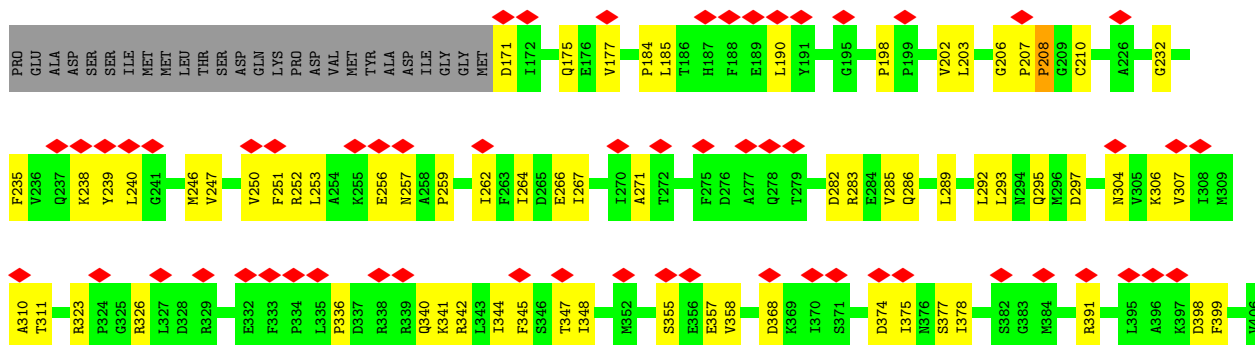 PRO GLU ALA ASP SER SER ILE MET MET LEU THR SER ASP GLN LYS PRO ASP VAL MET TYR ALA ASP ILE GLY GLY MET D171 I172 Q175 E176 V177 P184 L185 T186 H187 F188 E189 L190 Y191 G195 P198 P199 V202 L203 G206 P207 P208 G209 C210 A226 G232
F235 V236 Q237 K238 Y239 L240 G241 M246 V247 V250 F251 R252 L253 A254 K255 E256 N257 A258 P259 I262 F263 I264 D265 E266 I267 I270 A271 T272 F275 D276 A277 Q278 T279 D282 R283 E284 V285 Q286 L289 L292 L293 N294 Q295 M296 D297 N304 V305 K306 V307 I308 M309
A310 T311 R323 P324 G325 R326 L327 D328 R329 E332 F333 P334 L335 P336 D337 R338 R339 Q340 K341 R342 L343 I344 F345 S346 T347 I348 M352 S355 E356 E357 V358 D368 K369 I370 S371 D374 I375 N376 S377 I378 S382 G383 M384 R391 L395 A396 K397 D398 F399